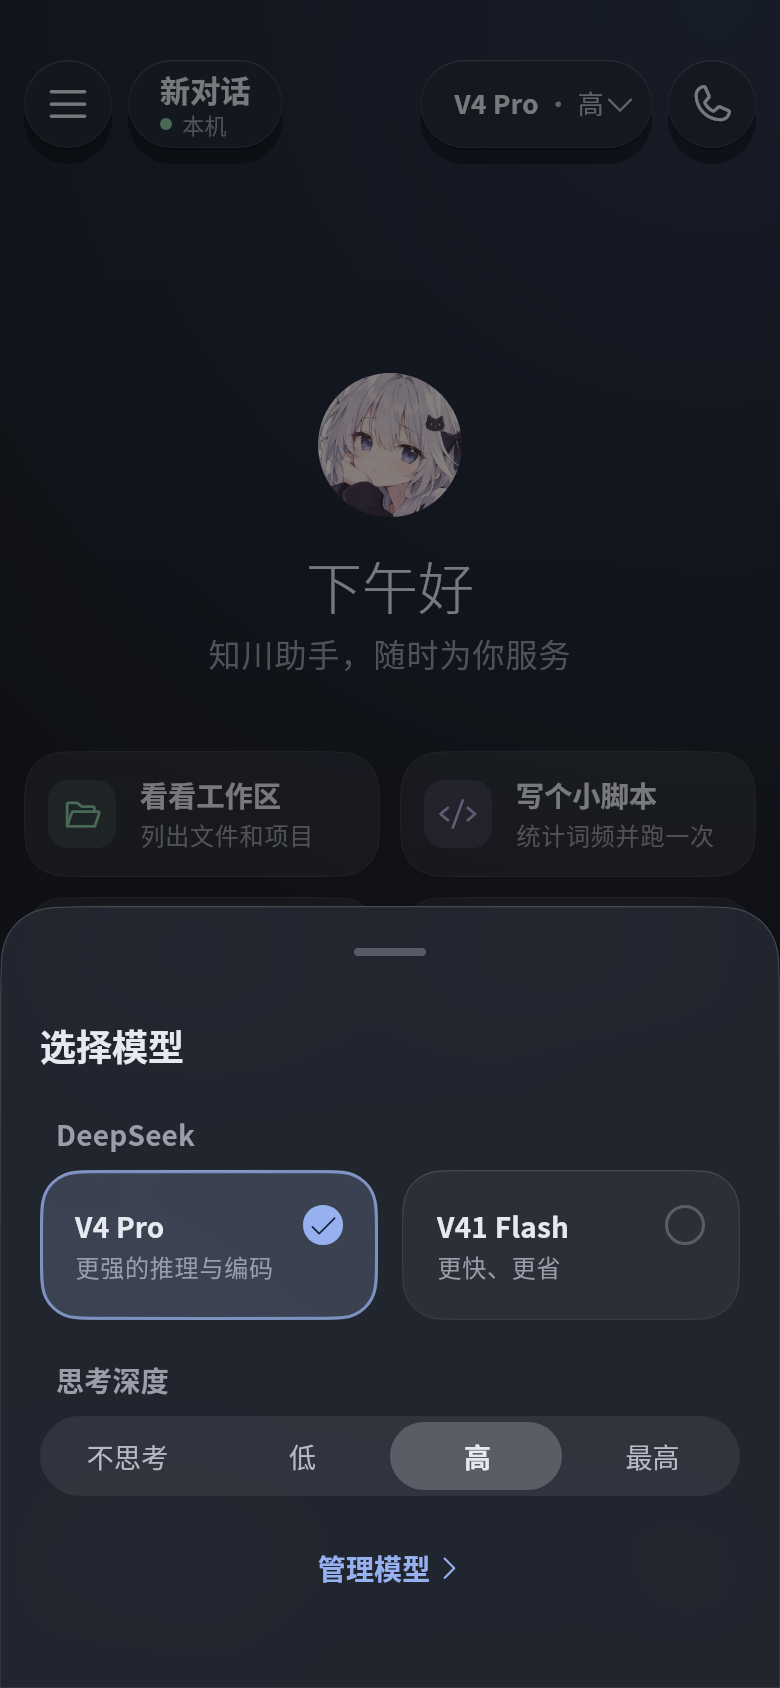 新对话
本机
V4 Pro · 高
下午好
知川助手，随时为你服务
看看工作区
列出文件和项目
写个小脚本
统计词频并跑一次
选择模型
DeepSeek
V4 Pro
更强的推理与编码
V41 Flash
更快、更省
思考深度
不思考
低
高
最高
管理模型